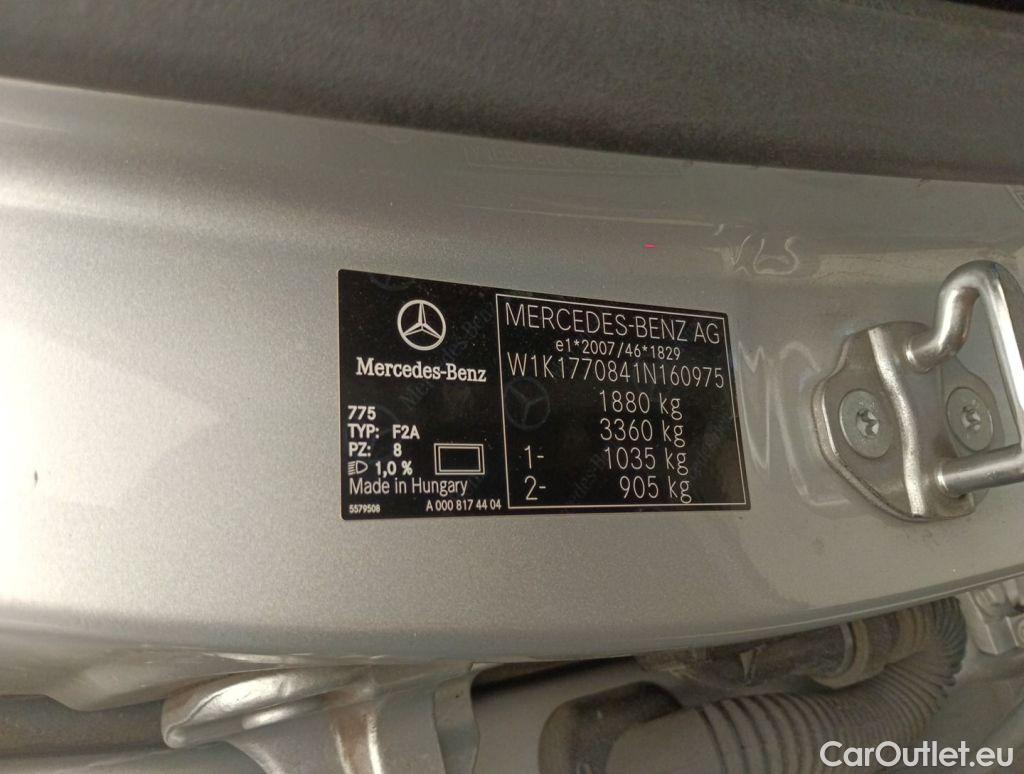 Mercedes-Benz
775
TYP: F2A
PZ: 8
1,0 %
Made in Hungary
5579508 A 000 817 44 04
MERCEDES-BENZ AG
e1*2007/46*1829
W1K1770841N160975
1880 kg
3360 kg
1- 1035 kg
2- 905 kg
CarOutlet.eu